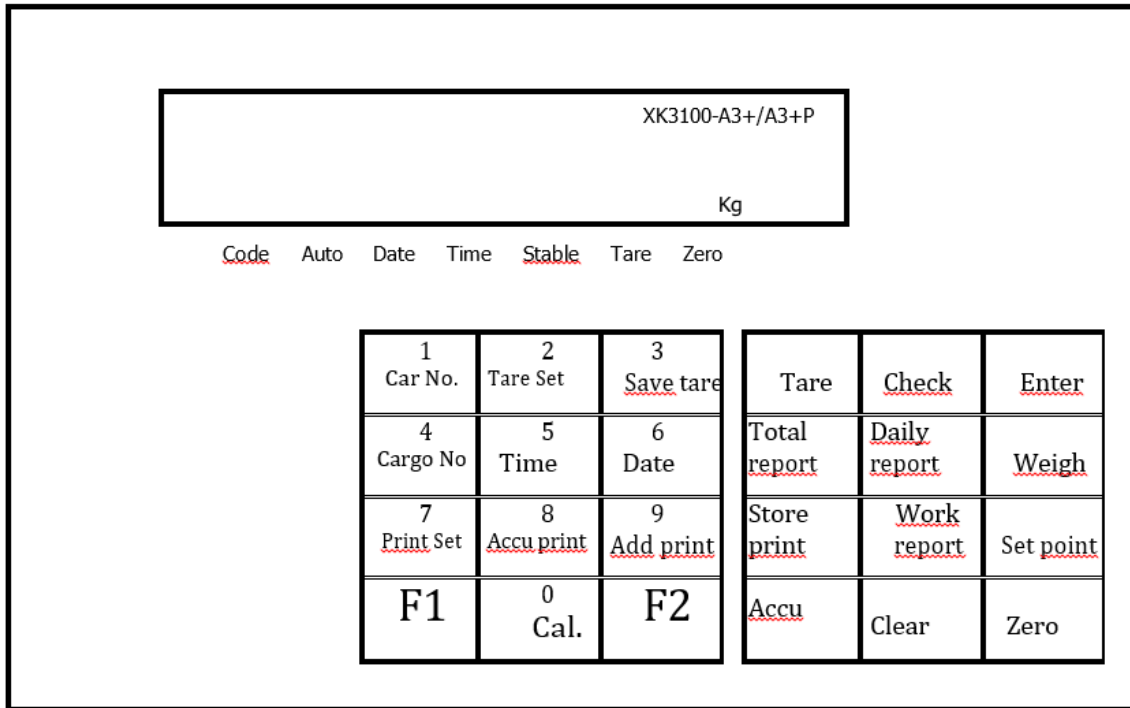 XK3100-A3+/A3+P
Kg
Code Auto Date Time Stable Tare Zero
1 2 3
Car No. Tare Set Save tare Tare Check Enter
4 5 6 Total Daily
Cargo No Time Date report report Weigh
7 8 9 Store Work
Print Set Accu print Add print print report Set point
F1 0 F2 Accu
Cal. Clear Zero